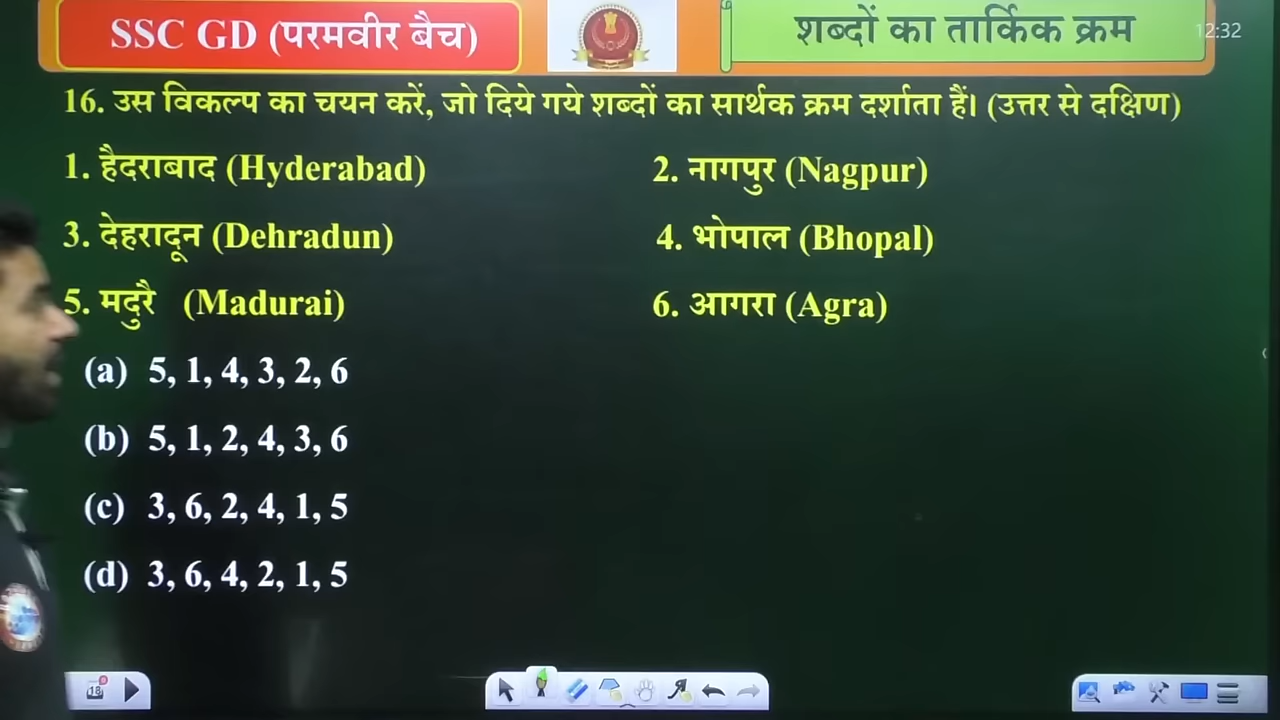 SSC GD (परमवीर बैच)
शब्दों का तार्किक क्रम
12:32
16. उस विकल्प का चयन करें, जो दिये गये शब्दों का सार्थक क्रम दर्शाता हैं। (उत्तर से दक्षिण)
1. हैदराबाद (Hyderabad)
2. नागपुर (Nagpur)
3. देहरादून (Dehradun)
4. भोपाल (Bhopal)
5. मदुरै (Madurai)
6. आगरा (Agra)
(a) 5, 1, 4, 3, 2, 6
(b) 5, 1, 2, 4, 3, 6
(c) 3, 6, 2, 4, 1, 5
(d) 3, 6, 4, 2, 1, 5
18